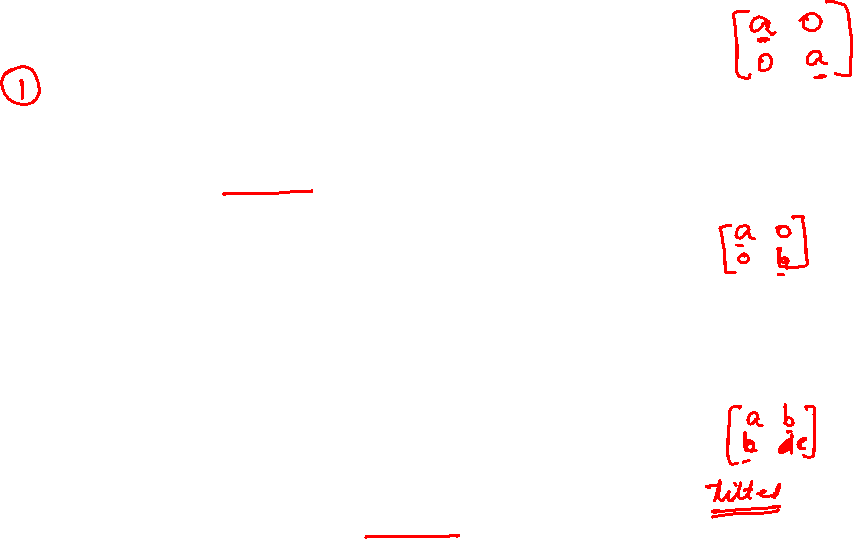 [a 0
0 a]
①
[a 0
0 b]
[a b
b c]
tilted